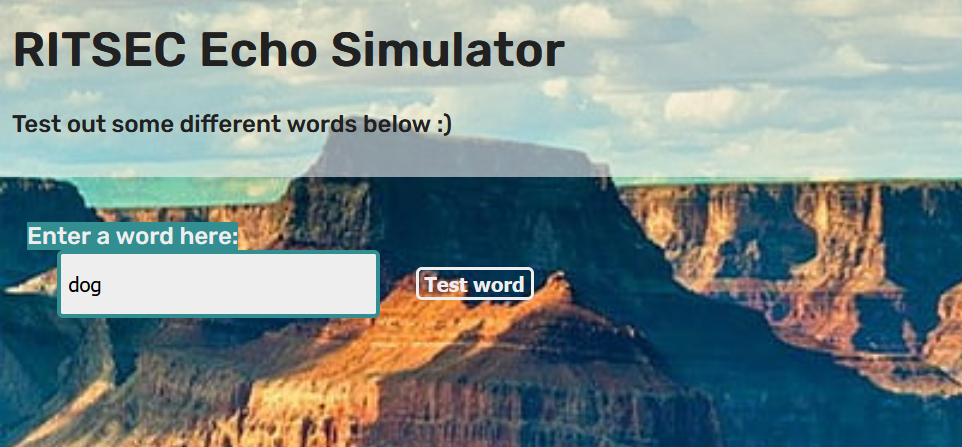 RITSEC Echo Simulator
Test out some different words below :)
Enter a word here:
dog
Test word